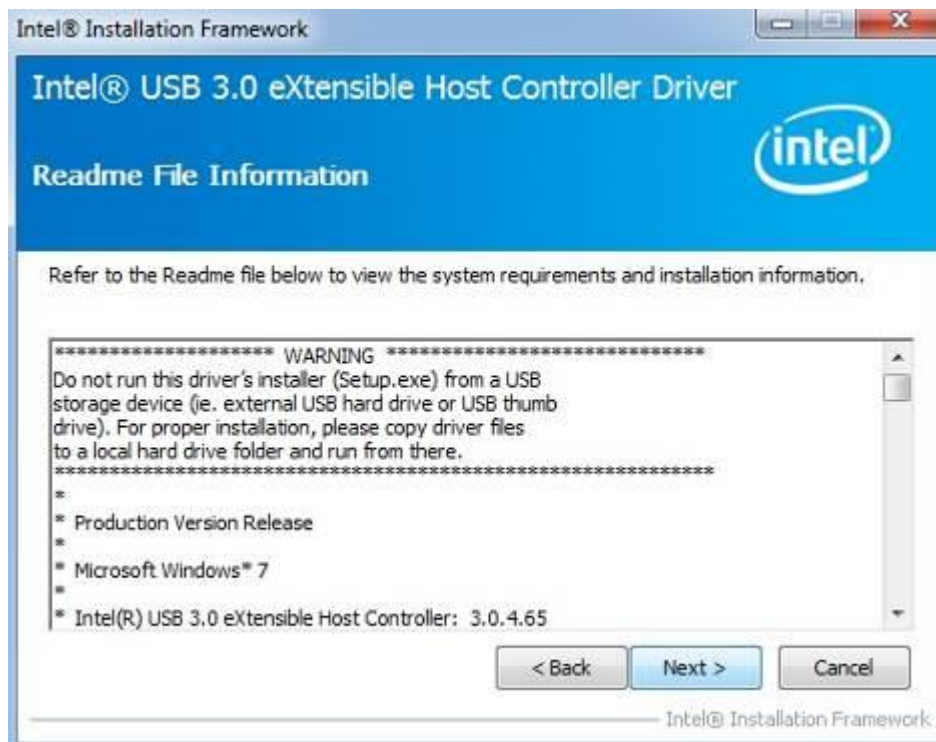 Intel® Installation Framework
Intel® USB 3.0 eXtensible Host Controller Driver
Readme File Information
intel
Refer to the Readme file below to view the system requirements and installation information.
******************** WARNING *****************************
Do not run this driver's installer (Setup.exe) from a USB
storage device (ie. external USB hard drive or USB thumb
drive). For proper installation, please copy driver files
to a local hard drive folder and run from there.
************************************************************
*
* Production Version Release
*
* Microsoft Windows* 7
*
* Intel(R) USB 3.0 eXtensible Host Controller: 3.0.4.65
< Back Next > Cancel
Intel® Installation Framework